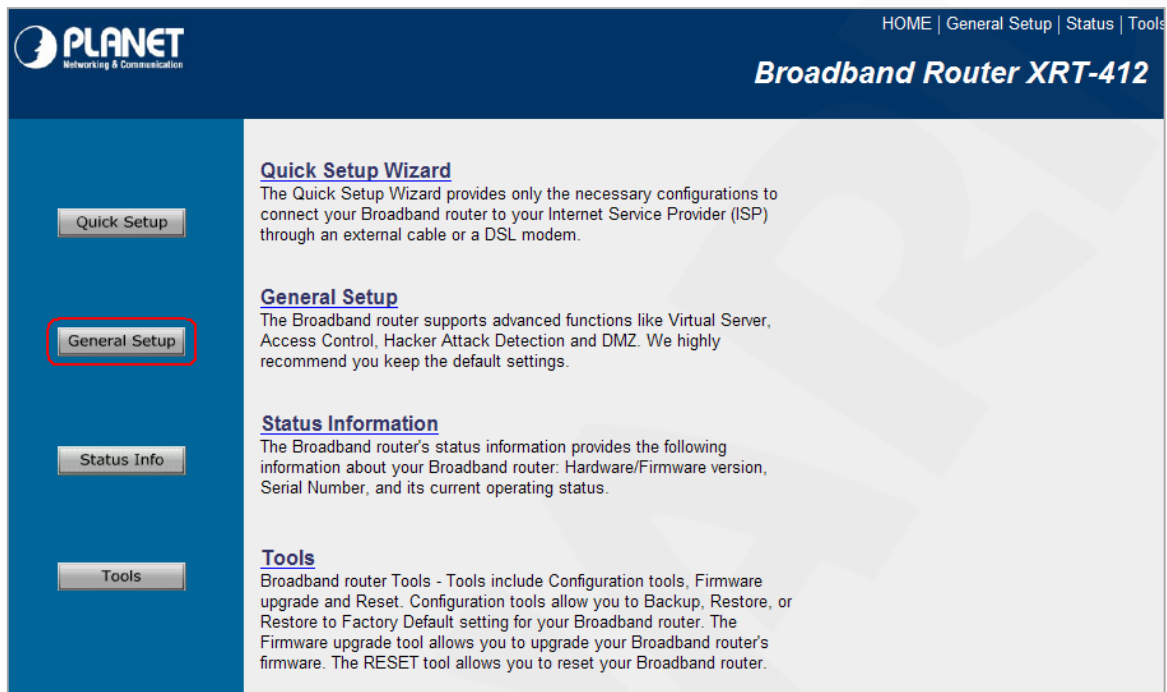 PLANET
Networking & Communication
HOME | General Setup | Status | Tools
Broadband Router XRT-412
Quick Setup
Quick Setup Wizard
The Quick Setup Wizard provides only the necessary configurations to
connect your Broadband router to your Internet Service Provider (ISP)
through an external cable or a DSL modem.
General Setup
General Setup
The Broadband router supports advanced functions like Virtual Server,
Access Control, Hacker Attack Detection and DMZ. We highly
recommend you keep the default settings.
Status Info
Status Information
The Broadband router's status information provides the following
information about your Broadband router: Hardware/Firmware version,
Serial Number, and its current operating status.
Tools
Tools
Broadband router Tools - Tools include Configuration tools, Firmware
upgrade and Reset. Configuration tools allow you to Backup, Restore, or
Restore to Factory Default setting for your Broadband router. The
Firmware upgrade tool allows you to upgrade your Broadband router's
firmware. The RESET tool allows you to reset your Broadband router.